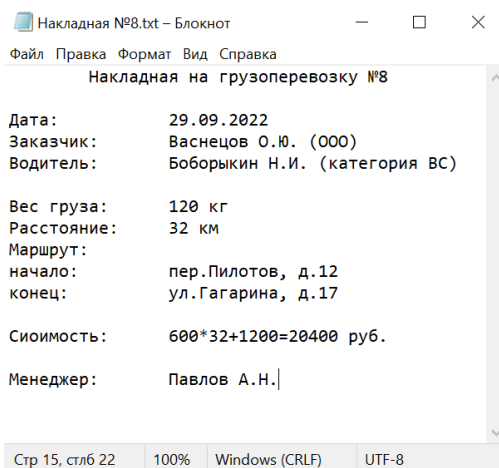 Накладная №8.txt – Блокнот
Файл Правка Формат Вид Справка
Накладная на грузоперевозку №8
Дата: 29.09.2022
Заказчик: Васнецов О.Ю. (ООО)
Водитель: Боборыкин Н.И. (категория ВС)
Вес груза: 120 кг
Расстояние: 32 км
Маршрут:
начало: пер.Пилотов, д.12
конец: ул.Гагарина, д.17
Сиоимость: 600*32+1200=20400 руб.
Менеджер: Павлов А.Н.
Стр 15, стлб 22 100% Windows (CRLF) UTF-8